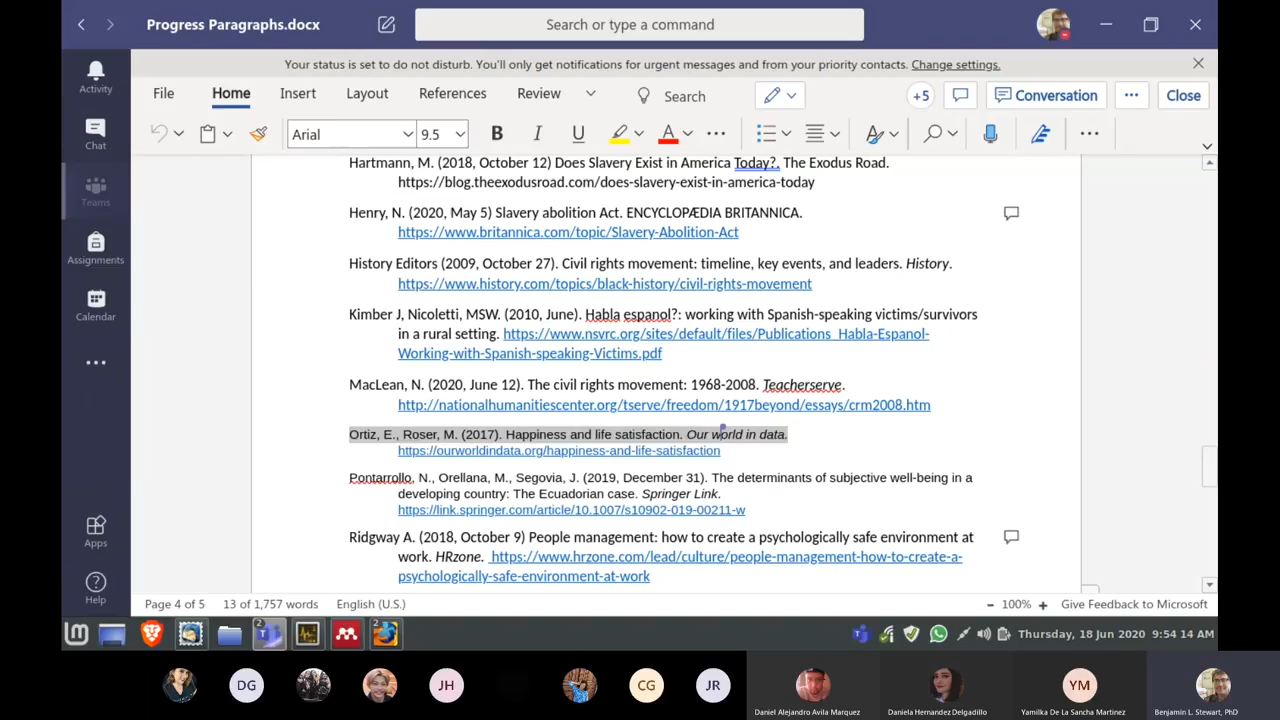 Progress Paragraphs.docx
Search or type a command
Your status is set to do not disturb. You'll only get notifications for urgent messages and from your priority contacts. Change settings.
Activity
Chat
Teams
Assignments
Calendar
Apps
Help
File Home Insert Layout References Review Search +5 Conversation Close
Arial 9.5 B I U A
Hartmann, M. (2018, October 12) Does Slavery Exist in America Today?. The Exodus Road.
https://blog.theexodusroad.com/does-slavery-exist-in-america-today
Henry, N. (2020, May 5) Slavery abolition Act. ENCYCLOPÆDIA BRITANNICA.
https://www.britannica.com/topic/Slavery-Abolition-Act
History Editors (2009, October 27). Civil rights movement: timeline, key events, and leaders. History.
https://www.history.com/topics/black-history/civil-rights-movement
Kimber J, Nicoletti, MSW. (2010, June). Habla espanol?: working with Spanish-speaking victims/survivors
in a rural setting. https://www.nsvrc.org/sites/default/files/Publications_Habla-Espanol-
Working-with-Spanish-speaking-Victims.pdf
MacLean, N. (2020, June 12). The civil rights movement: 1968-2008. Teacherserve.
http://nationalhumanitiescenter.org/tserve/freedom/1917beyond/essays/crm2008.htm
Ortiz, E., Roser, M. (2017). Happiness and life satisfaction. Our world in data.
https://ourworldindata.org/happiness-and-life-satisfaction
Pontarrollo, N., Orellana, M., Segovia, J. (2019, December 31). The determinants of subjective well-being in a
developing country: The Ecuadorian case. Springer Link.
https://link.springer.com/article/10.1007/s10902-019-00211-w
Ridgway A. (2018, October 9) People management: how to create a psychologically safe environment at
work. HRzone. https://www.hrzone.com/lead/culture/people-management-how-to-create-a-
psychologically-safe-environment-at-work
Page 4 of 5 13 of 1,757 words English (U.S.) 100% Give Feedback to Microsoft
2 2 Thursday, 18 Jun 2020 9:54 14 AM
DG JH CG JR YM
Daniel Alejandro Avila Marquez Daniela Hernandez Delgadillo Yamilka De La Sancha Martinez Benjamin L. Stewart, PhD